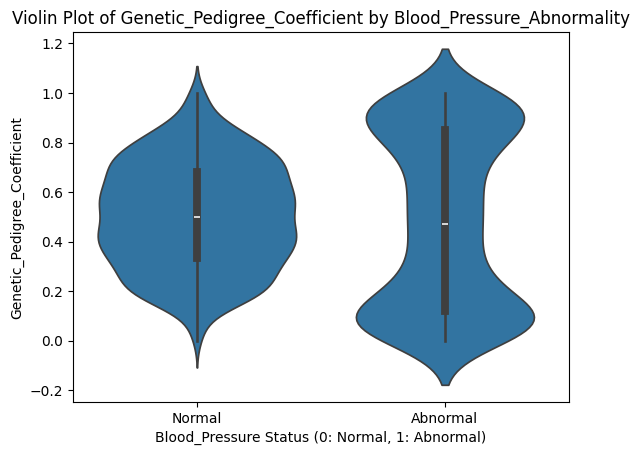 Violin Plot of Genetic_Pedigree_Coefficient by Blood_Pressure_Abnormality
1.2
1.0
0.8
0.6
0.4
0.2
0.0
−0.2
Genetic_Pedigree_Coefficient
Normal
Abnormal
Blood_Pressure Status (0: Normal, 1: Abnormal)